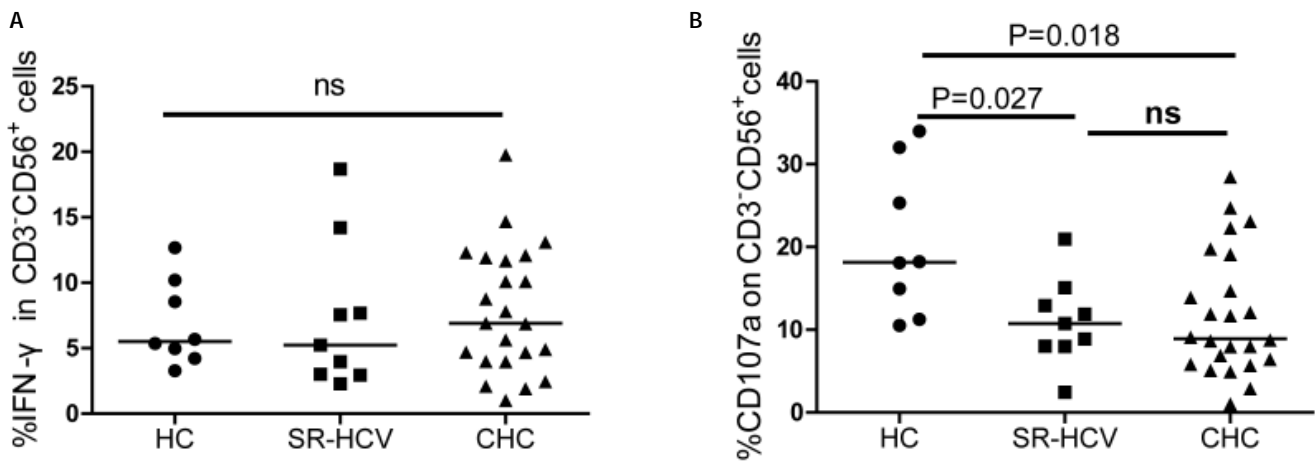 A
%IFN-γ in CD3⁻CD56⁺ cells
25
20
15
10
5
0
ns
HC
SR-HCV
CHC
B
%CD107a on CD3⁻CD56⁺cells
40
30
20
10
0
P=0.018
P=0.027
ns
HC
SR-HCV
CHC